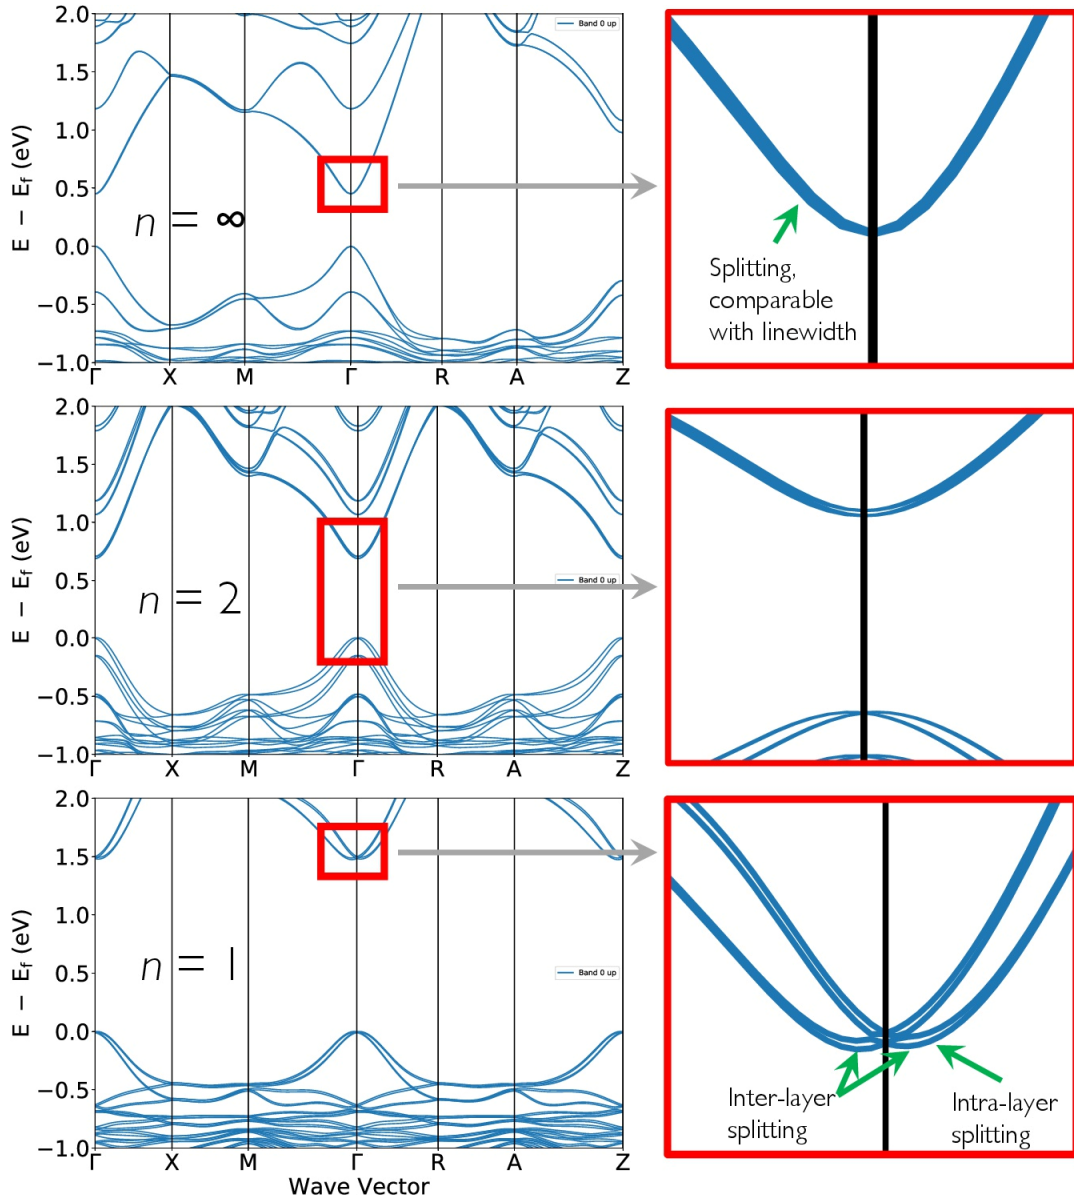 2.0
1.5
1.0
0.5
0.0
−0.5
−1.0
E − E_f (eV)
Band 0 up
n = ∞
Γ X M Γ R A Z
Splitting,
comparable
with linewidth
2.0
1.5
1.0
0.5
0.0
−0.5
−1.0
E − E_f (eV)
Band 0 up
n = 2
Γ X M Γ R A Z
2.0
1.5
1.0
0.5
0.0
−0.5
−1.0
E − E_f (eV)
Band 0 up
n = 1
Γ X M Γ R A Z
Wave Vector
Inter-layer
splitting
Intra-layer
splitting